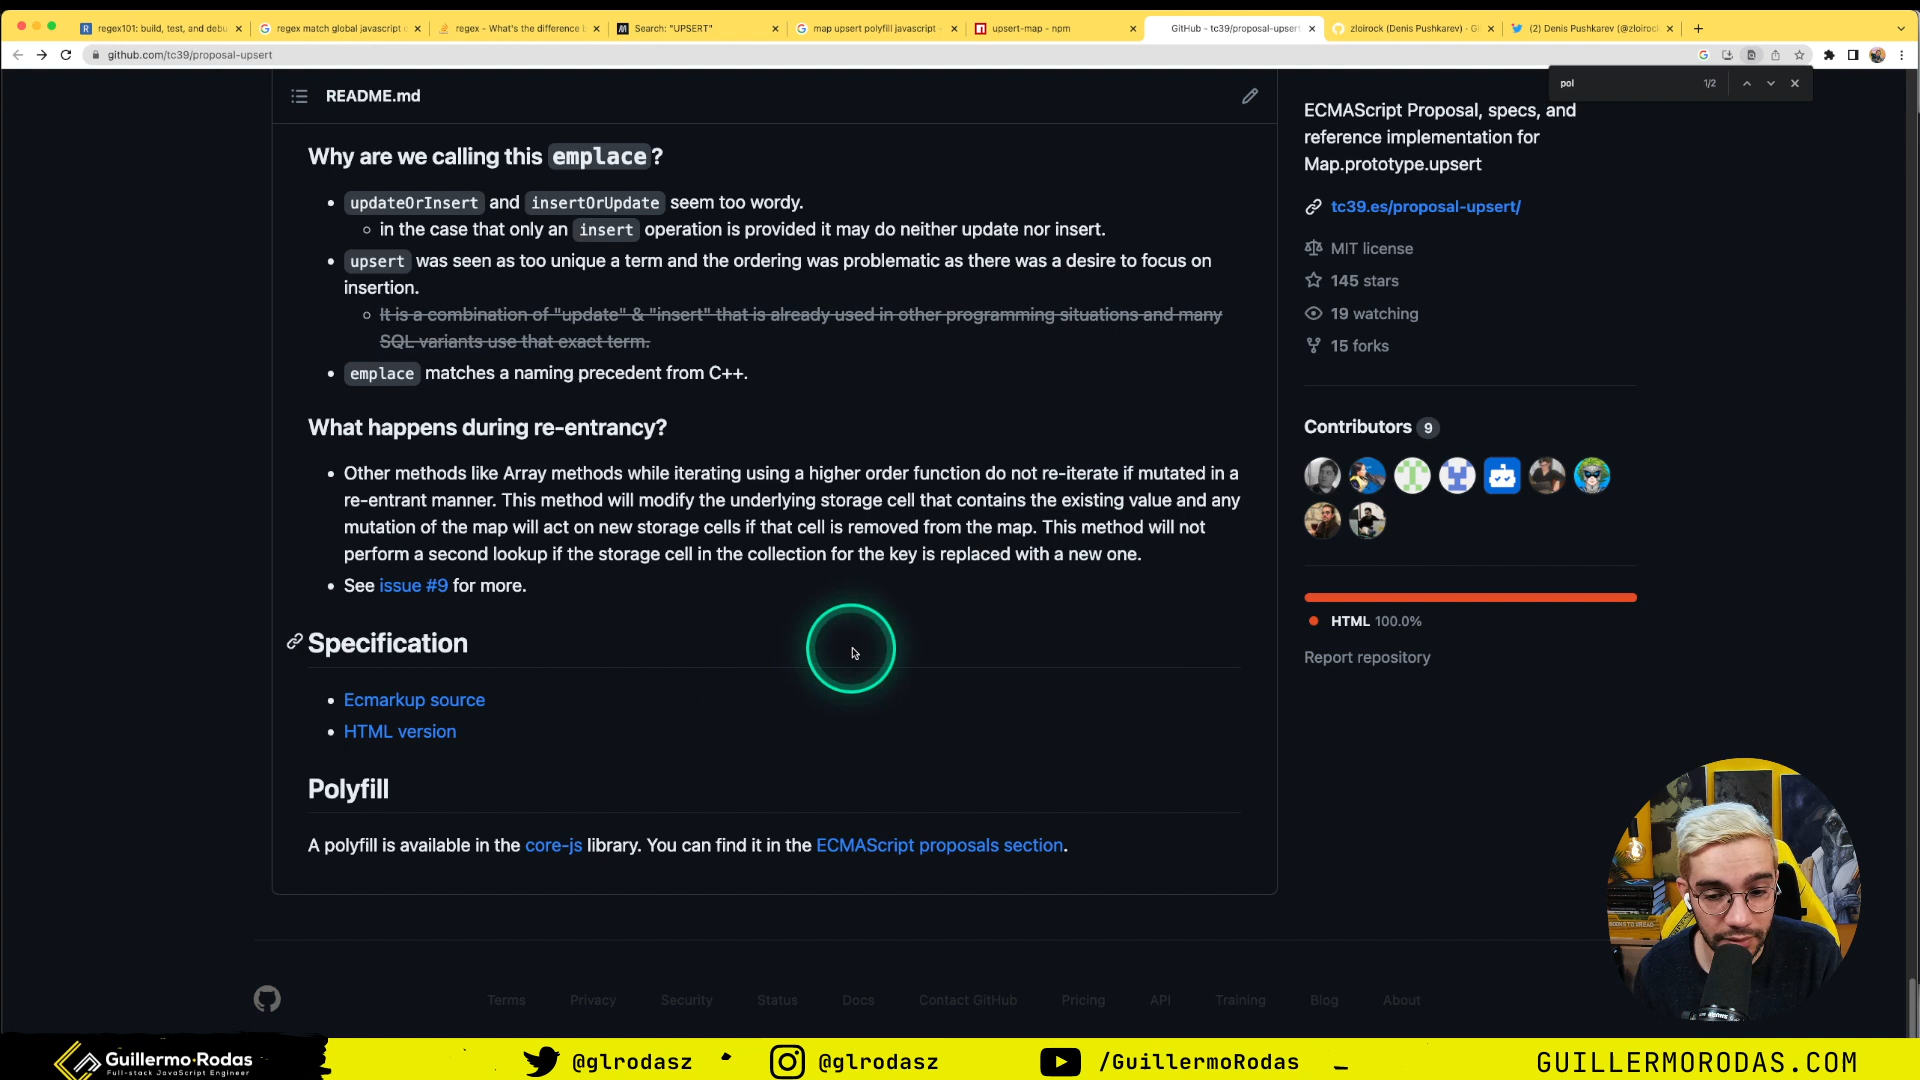 regex101: build, test, and debu
regex match global javascript
regex - What's the difference
Search: "UPSERT"
map upsert polyfill javascript
upsert-map - npm
GitHub - tc39/proposal-upsert:
zloirock (Denis Pushkarev) · Gi
(2) Denis Pushkarev (@zloirock
github.com/tc39/proposal-upsert
pol 1/2
README.md
Why are we calling this emplace?
updateOrInsert and insertOrUpdate seem too wordy.
in the case that only an insert operation is provided it may do neither update nor insert.
upsert was seen as too unique a term and the ordering was problematic as there was a desire to focus on
insertion.
It is a combination of "update" & "insert" that is already used in other programming situations and many
SQL variants use that exact term.
emplace matches a naming precedent from C++.
What happens during re-entrancy?
Other methods like Array methods while iterating using a higher order function do not re-iterate if mutated in a
re-entrant manner. This method will modify the underlying storage cell that contains the existing value and any
mutation of the map will act on new storage cells if that cell is removed from the map. This method will not
perform a second lookup if the storage cell in the collection for the key is replaced with a new one.
See issue #9 for more.
Specification
Ecmarkup source
HTML version
Polyfill
A polyfill is available in the core-js library. You can find it in the ECMAScript proposals section.
ECMAScript Proposal, specs, and
reference implementation for
Map.prototype.upsert
tc39.es/proposal-upsert/
MIT license
145 stars
19 watching
15 forks
Contributors 9
HTML 100.0%
Report repository
Terms Privacy Security Status Docs Contact GitHub Pricing API Training Blog About
Guillermo·Rodas
Full-stack JavaScript Engineer
@glrodasz
@glrodasz
/GuillermoRodas
GUILLERMORODAS.COM